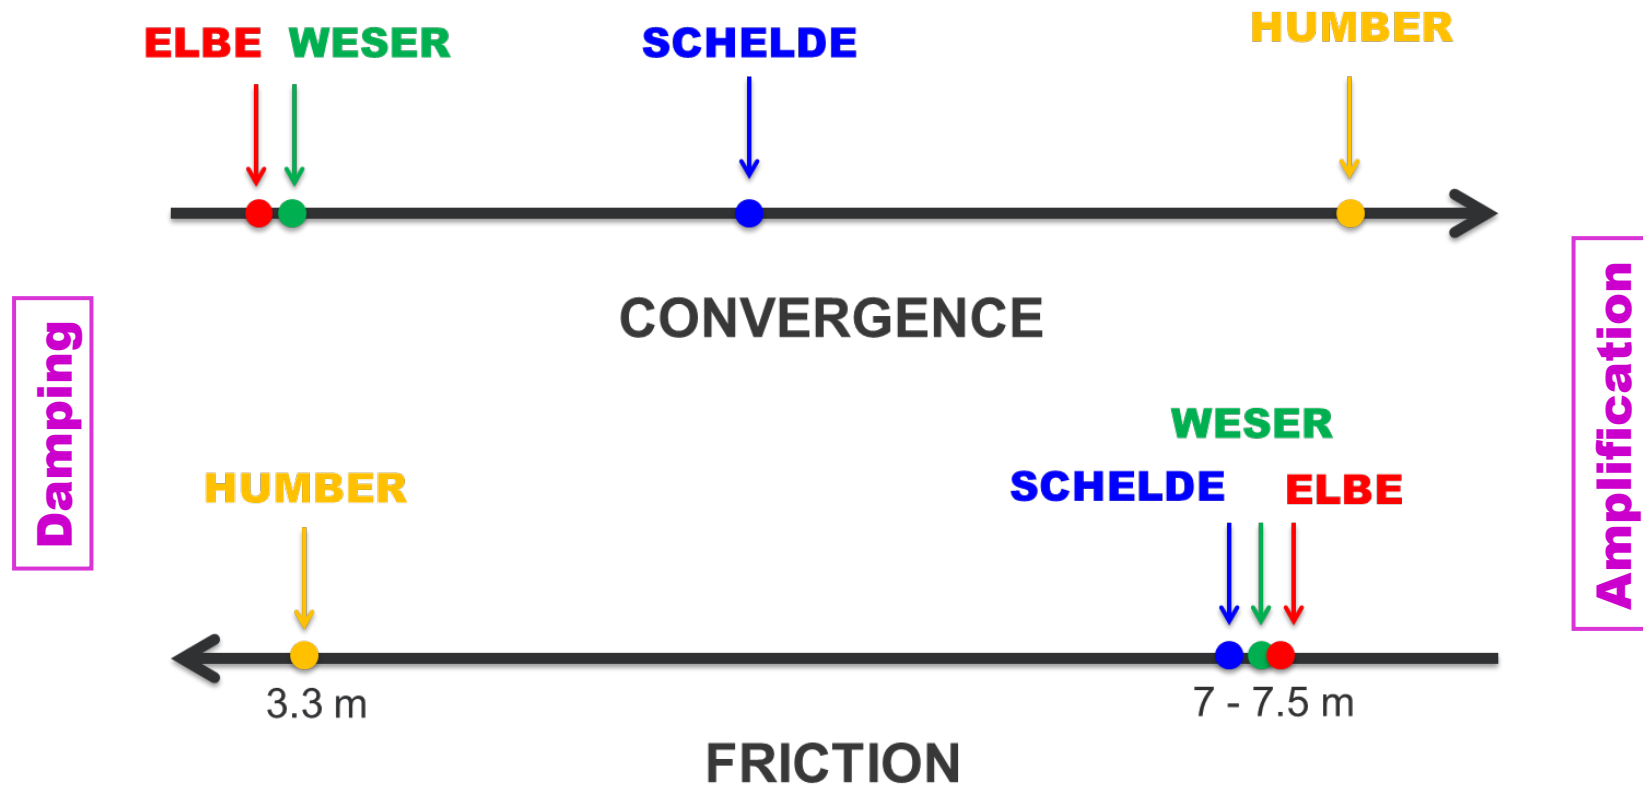 ELBE WESER SCHELDE HUMBER
CONVERGENCE
Damping
Amplification
WESER
HUMBER SCHELDE ELBE
3.3 m 7 - 7.5 m
FRICTION